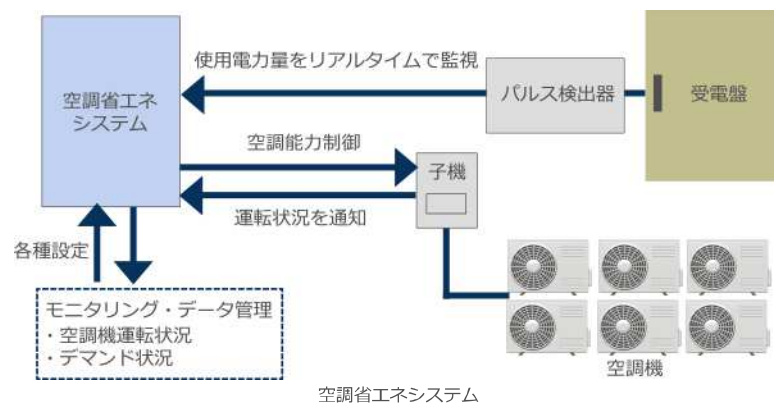 使用電力量をリアルタイムで監視
パルス検出器
受電盤
空調省エネ
システム
空調能力制御
子機
運転状況を通知
各種設定
モニタリング・データ管理
・空調機運転状況
・デマンド状況
空調機
空調省エネシステム